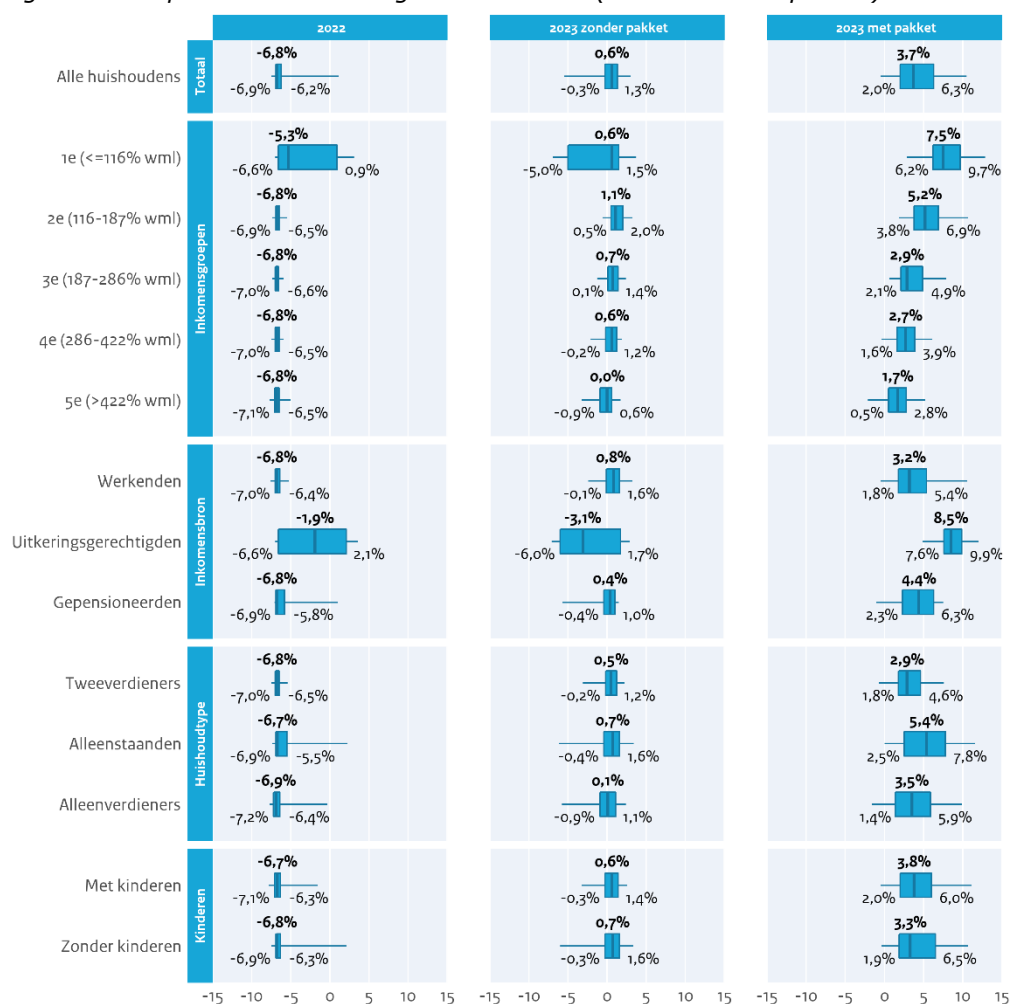 2022 2023 zonder pakket 2023 met pakket
Totaal
Alle huishoudens
-6,8% 0,6% 3,7%
-6,9% -6,2% -0,3% 1,3% 2,0% 6,3%
Inkomensgroepen
1e (<=116% wml)
-5,3% 0,6% 7,5%
-6,6% 0,9% -5,0% 1,5% 6,2% 9,7%
2e (116-187% wml)
-6,8% 1,1% 5,2%
-6,9% -6,5% 0,5% 2,0% 3,8% 6,9%
3e (187-286% wml)
-6,8% 0,7% 2,9%
-7,0% -6,6% 0,1% 1,4% 2,1% 4,9%
4e (286-422% wml)
-6,8% 0,6% 2,7%
-7,0% -6,5% -0,2% 1,2% 1,6% 3,9%
5e (>422% wml)
-6,8% 0,0% 1,7%
-7,1% -6,5% -0,9% 0,6% 0,5% 2,8%
Inkomensbron
Werkenden
-6,8% 0,8% 3,2%
-7,0% -6,4% -0,1% 1,6% 1,8% 5,4%
Uitkeringsgerechtigden
-1,9% -3,1% 8,5%
-6,6% 2,1% -6,0% 1,7% 7,6% 9,9%
Gepensioneerden
-6,8% 0,4% 4,4%
-6,9% -5,8% -0,4% 1,0% 2,3% 6,3%
Huishoudtype
Tweeverdieners
-6,8% 0,5% 2,9%
-7,0% -6,5% -0,2% 1,2% 1,8% 4,6%
Alleenstaanden
-6,7% 0,7% 5,4%
-6,9% -5,5% -0,4% 1,6% 2,5% 7,8%
Alleenverdieners
-6,9% 0,1% 3,5%
-7,2% -6,4% -0,9% 1,1% 1,4% 5,9%
Kinderen
Met kinderen
-6,7% 0,6% 3,8%
-7,1% -6,3% -0,3% 1,4% 2,0% 6,0%
Zonder kinderen
-6,8% 0,7% 3,3%
-6,9% -6,3% -0,3% 1,6% 1,9% 6,5%
-15 -10 -5 0 5 10 15 -15 -10 -5 0 5 10 15 -15 -10 -5 0 5 10 15